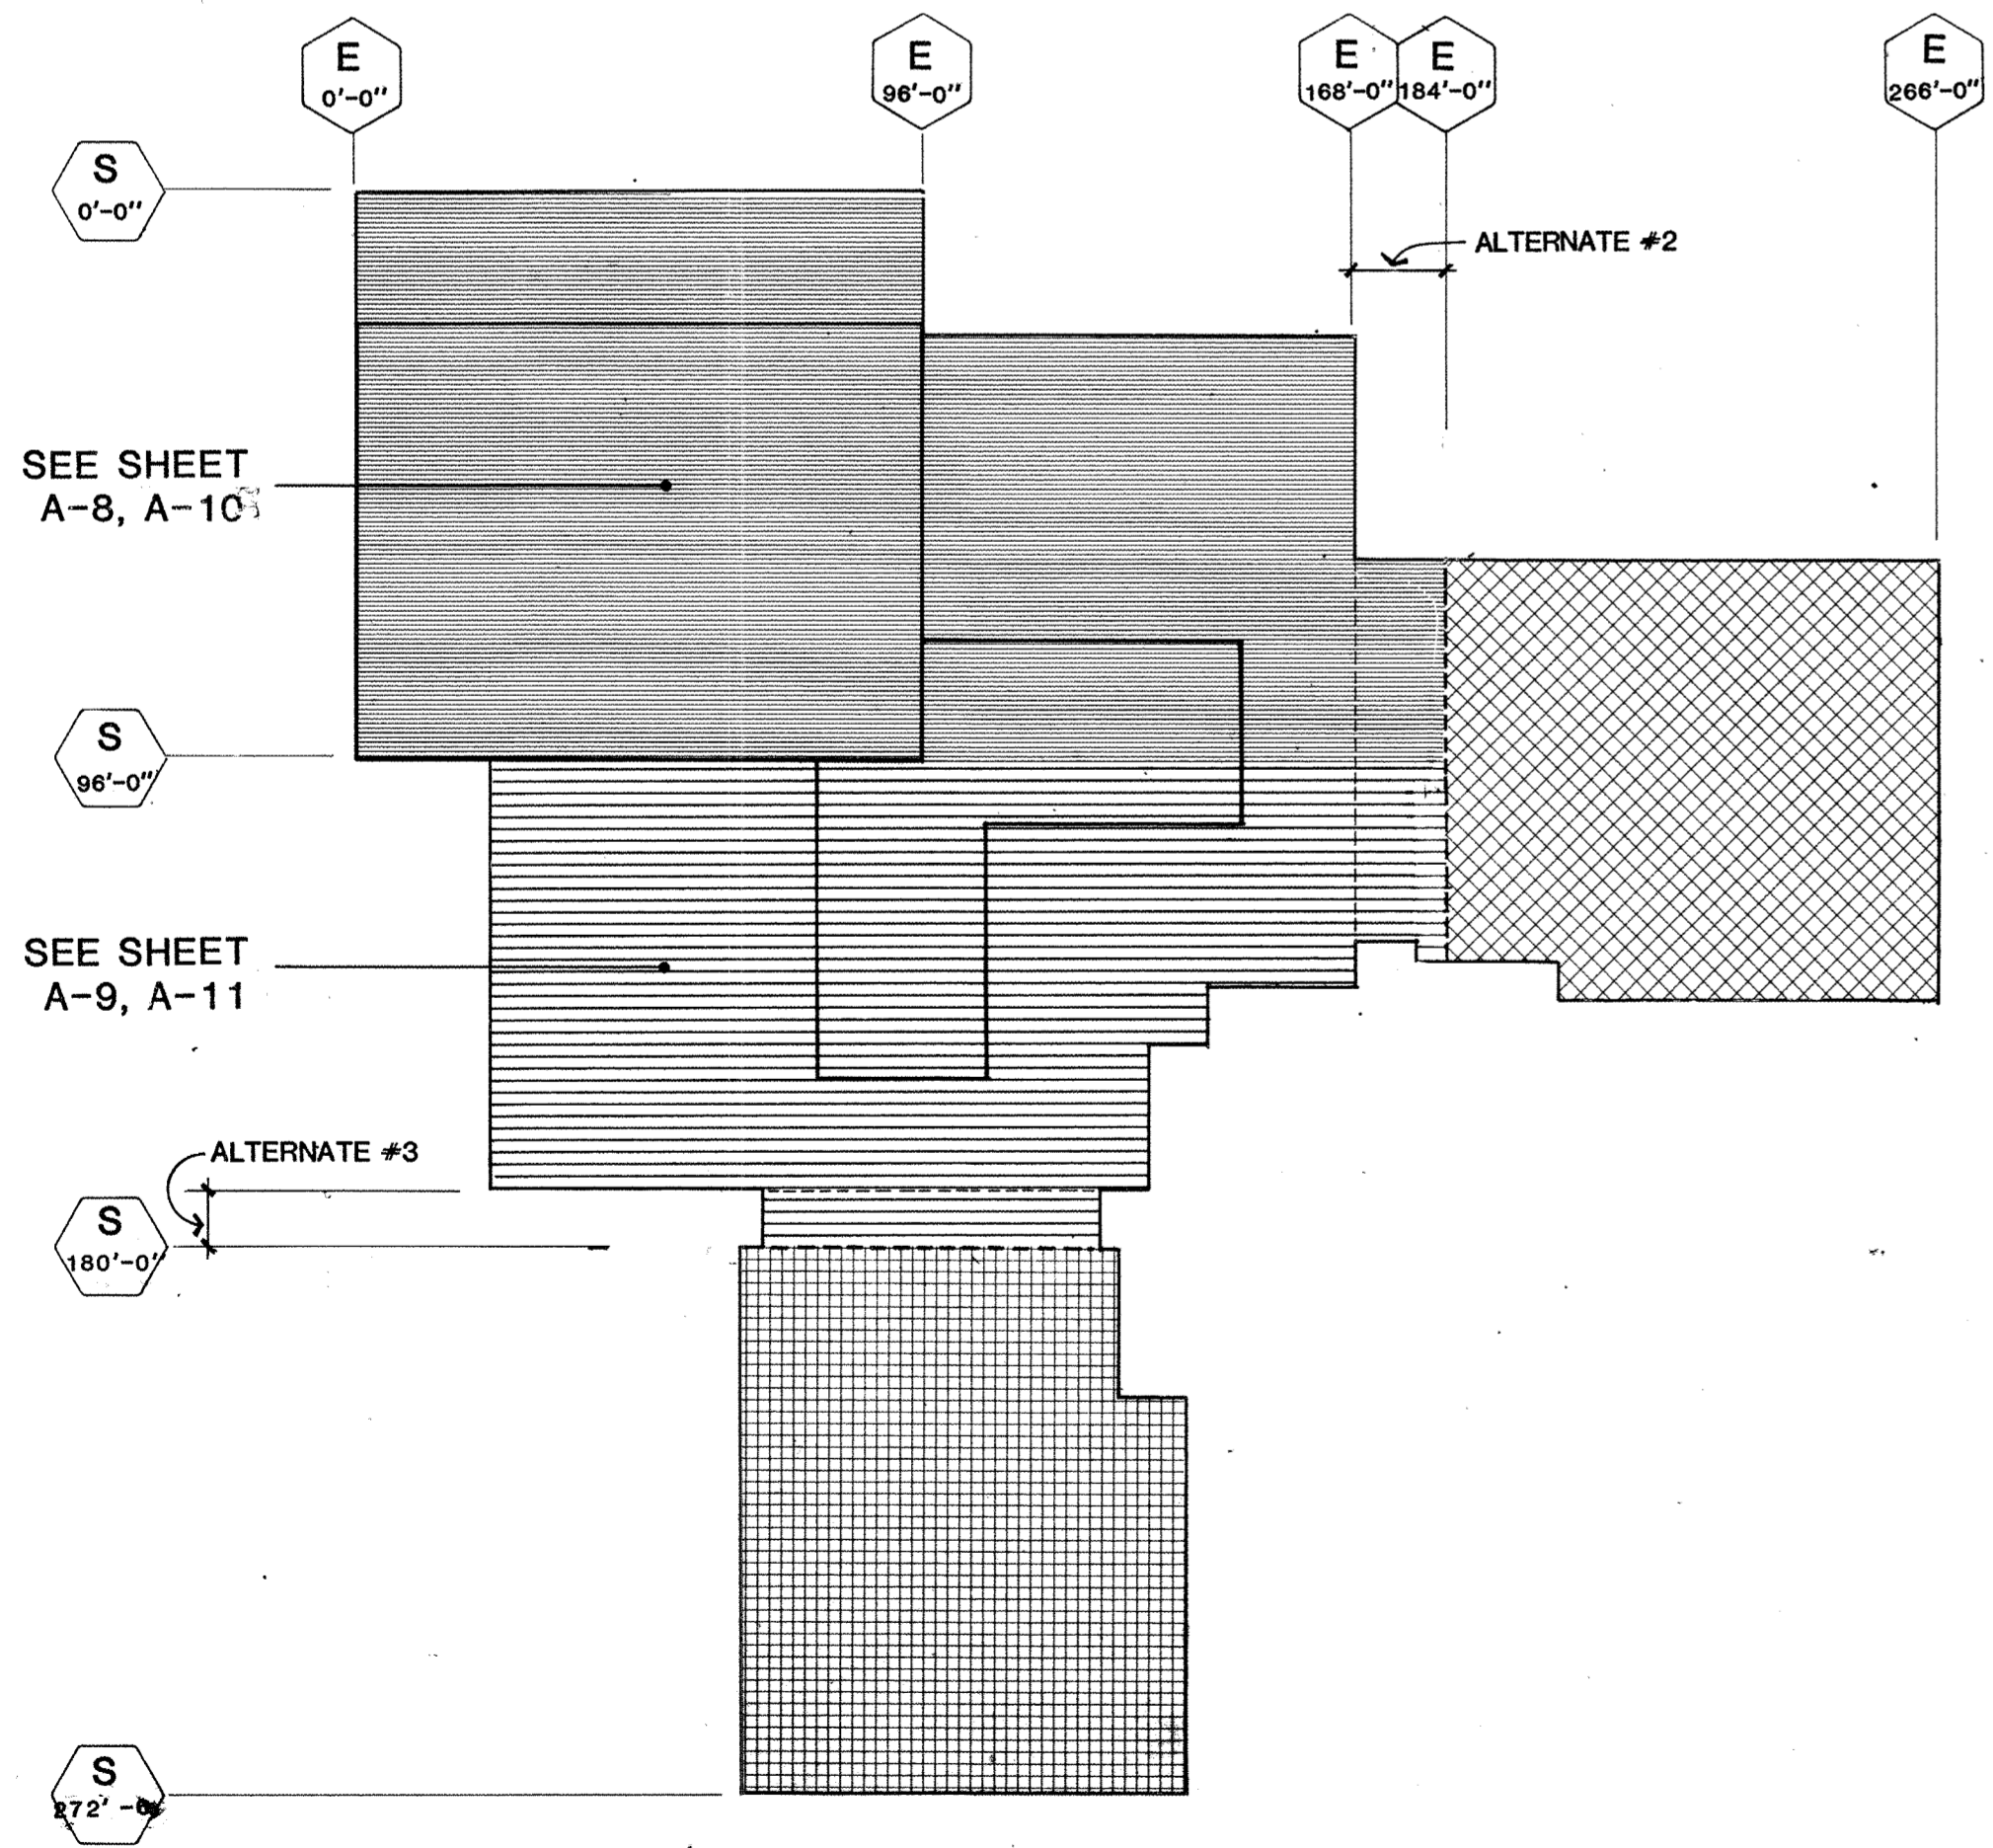 E
0'-0"
E
96'-0"
E
168'-0"
E
184'-0"
E
266'-0"
S
0'-0"
ALTERNATE #2
SEE SHEET
A-8, A-10
S
96'-0"
SEE SHEET
A-9, A-11
ALTERNATE #3
S
180'-0"
S
272'